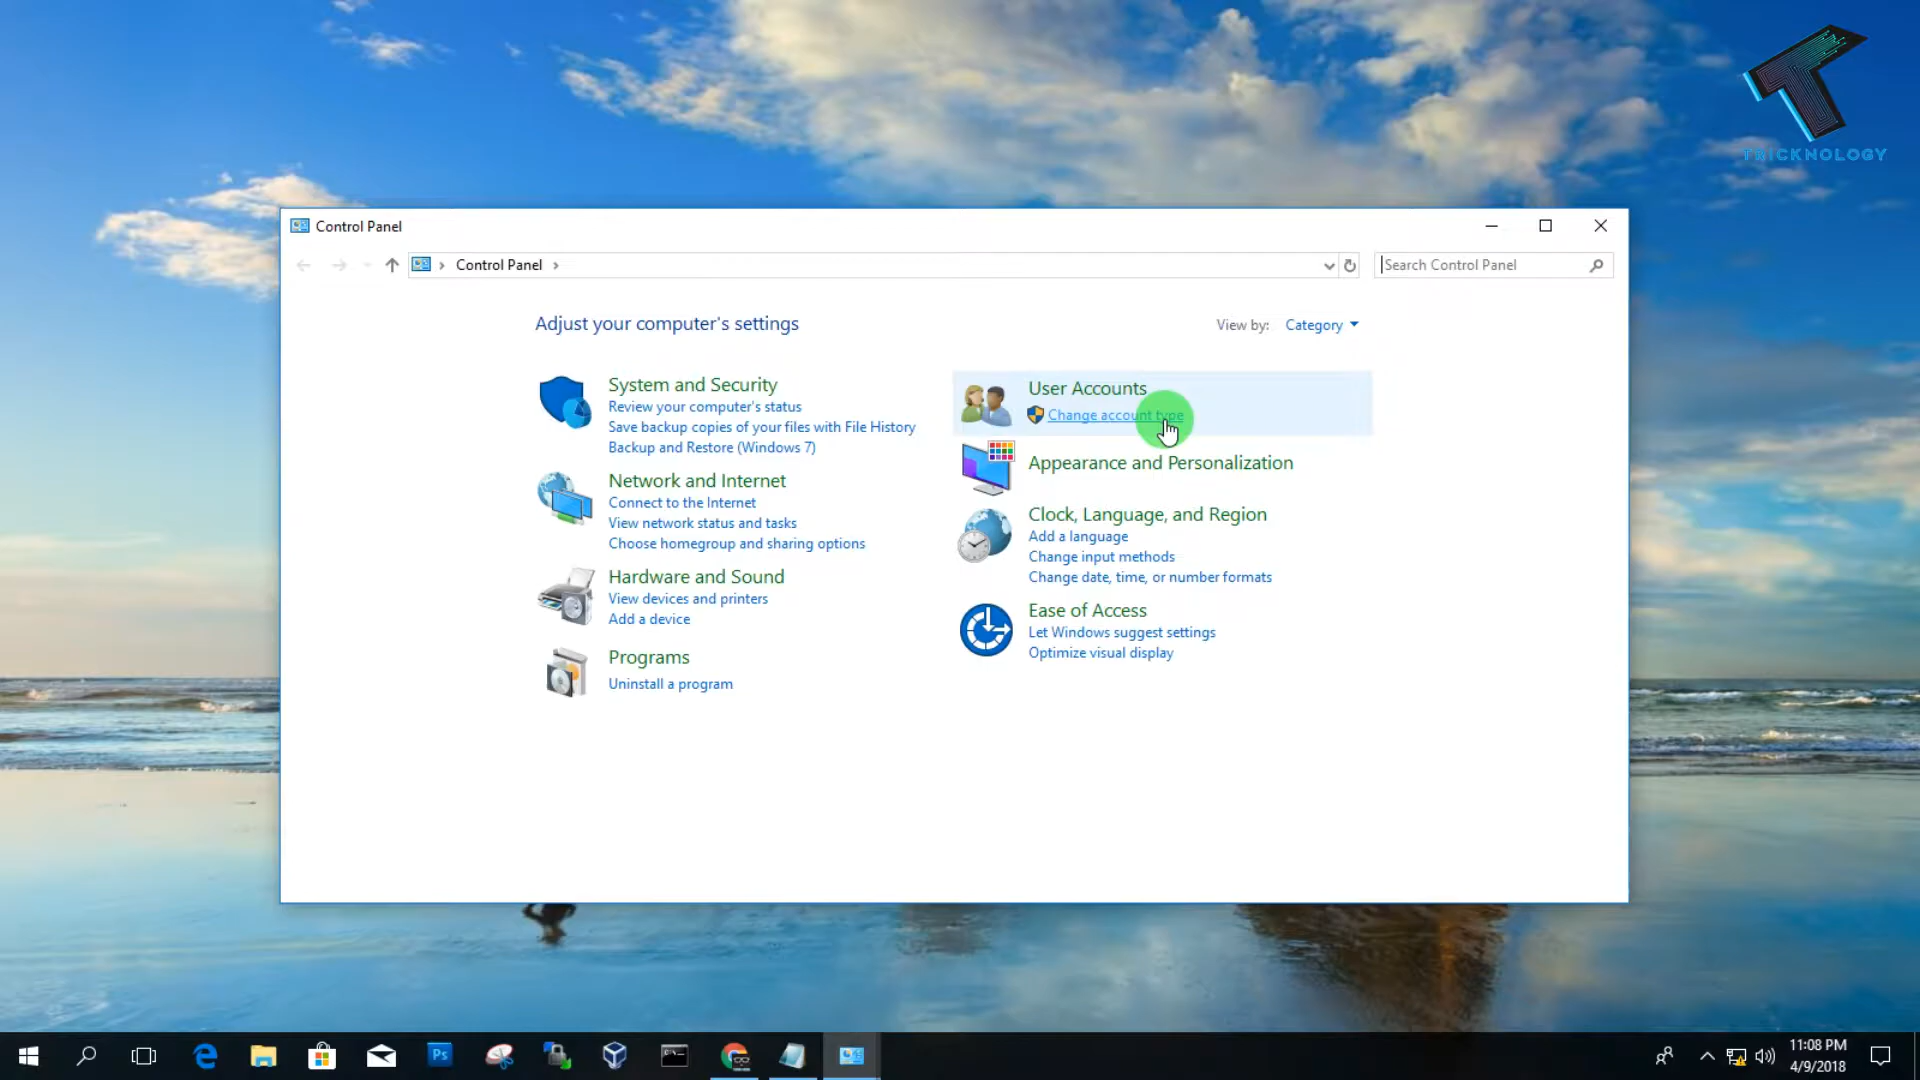 TRICKNOLOGY
Control Panel
Control Panel
Search Control Panel
Adjust your computer's settings
View by: Category
System and Security
Review your computer's status
Save backup copies of your files with File History
Backup and Restore (Windows 7)
Network and Internet
Connect to the Internet
View network status and tasks
Choose homegroup and sharing options
Hardware and Sound
View devices and printers
Add a device
Programs
Uninstall a program
User Accounts
Change account type
Appearance and Personalization
Clock, Language, and Region
Add a language
Change input methods
Change date, time, or number formats
Ease of Access
Let Windows suggest settings
Optimize visual display
Ps
11:08 PM
4/9/2018